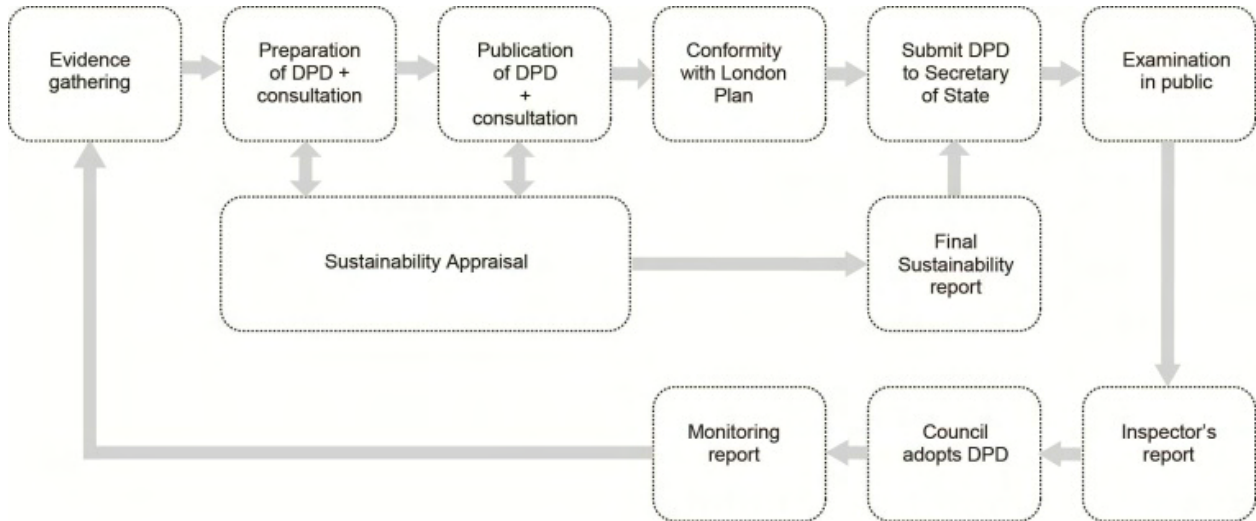 Evidence
gathering
Preparation
of DPD +
consultation
Publication
of DPD
+
consultation
Conformity
with London
Plan
Submit DPD
to Secretary
of State
Examination
in public
Sustainability Appraisal
Final
Sustainability
report
Monitoring
report
Council
adopts DPD
Inspector's
report